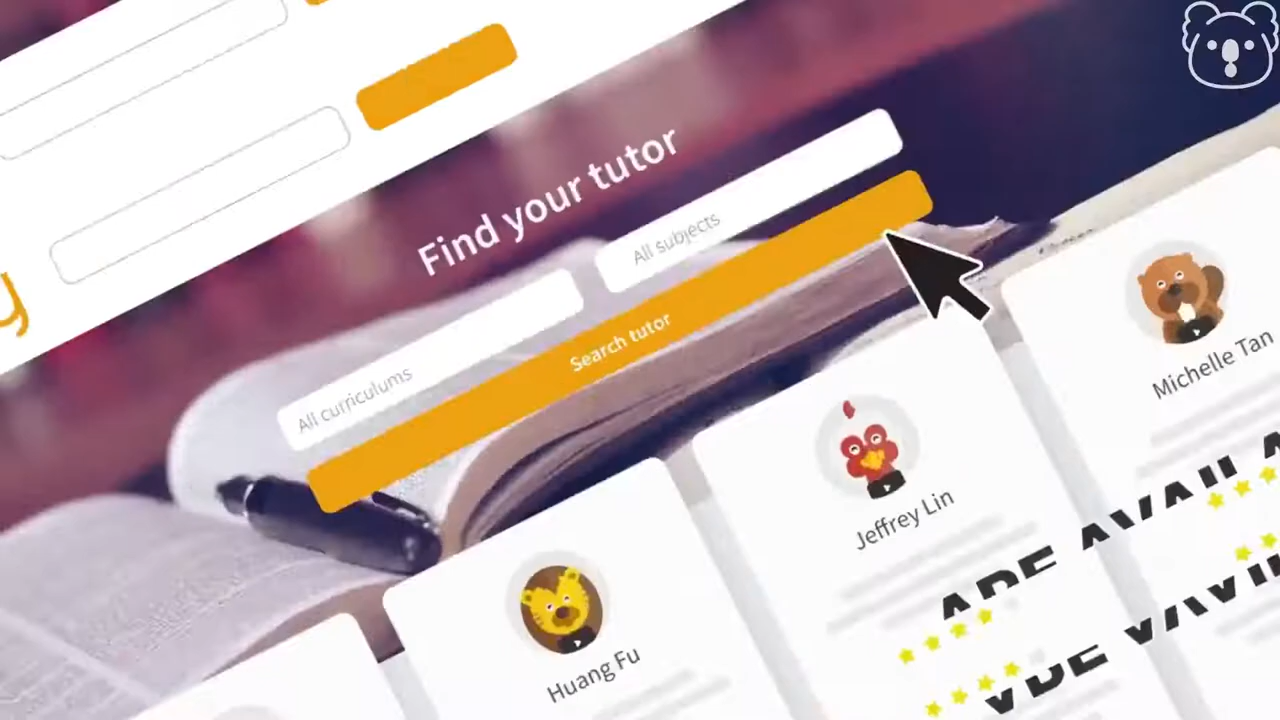 Find your tutor
All curriculums
All subjects
Search tutor
Michelle Tan
Jeffrey Lin
Huang Fu